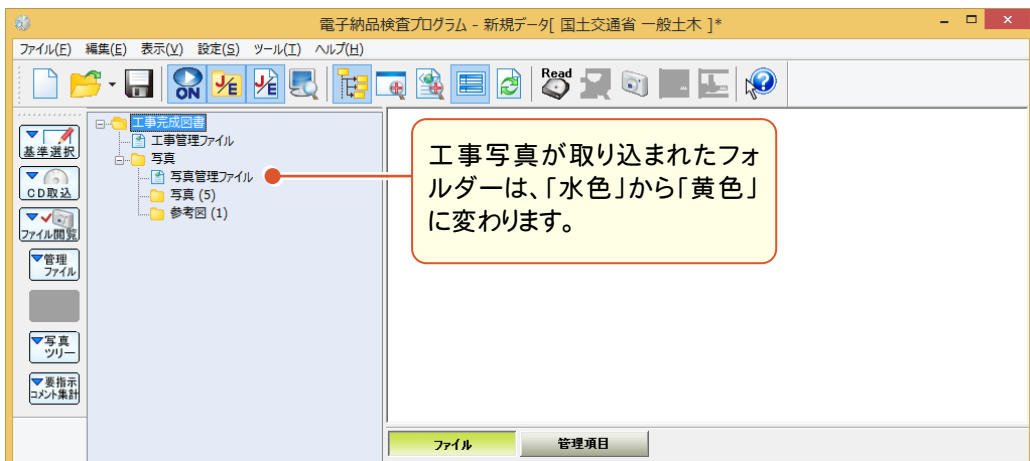 電子納品検査プログラム - 新規データ[ 国土交通省 一般土木 ]*
ファイル(F) 編集(E) 表示(V) 設定(S) ツール(T) ヘルプ(H)
ON
J/E
J/E
Read
基準選択
CD取込
ファイル閲覧
管理
ファイル
写真
ツリー
要指示
コメント集計
工事完成図書
工事管理ファイル
写真
写真管理ファイル
写真 (5)
参考図 (1)
工事写真が取り込まれたフォ
ルダーは、「水色」から「黄色」
に変わります。
ファイル
管理項目